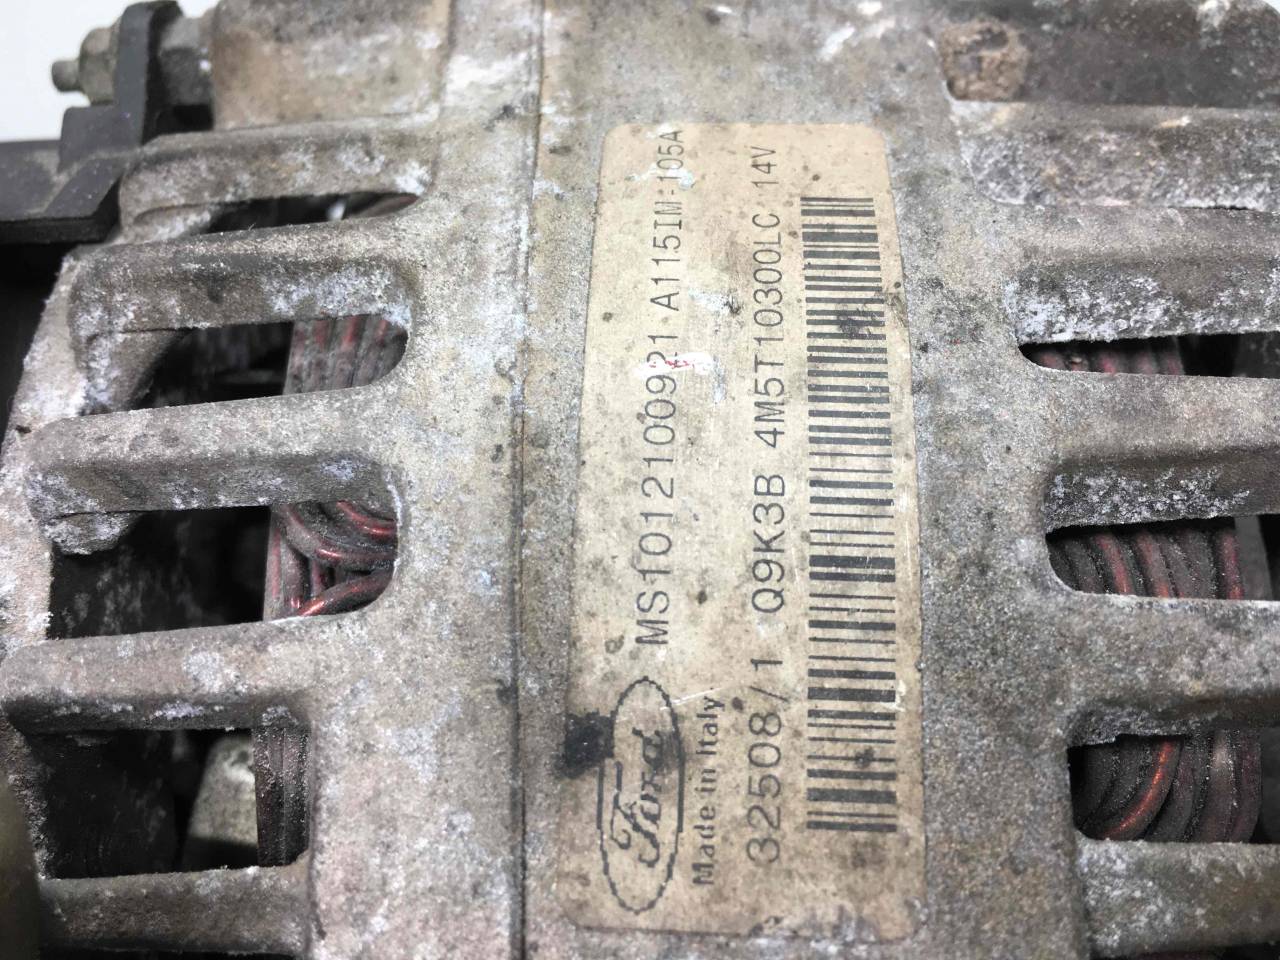 MS1012100921 A115IM-105A
Ford
Made in Italy
32508/1 Q9K3B 4M5T10300LC 14V